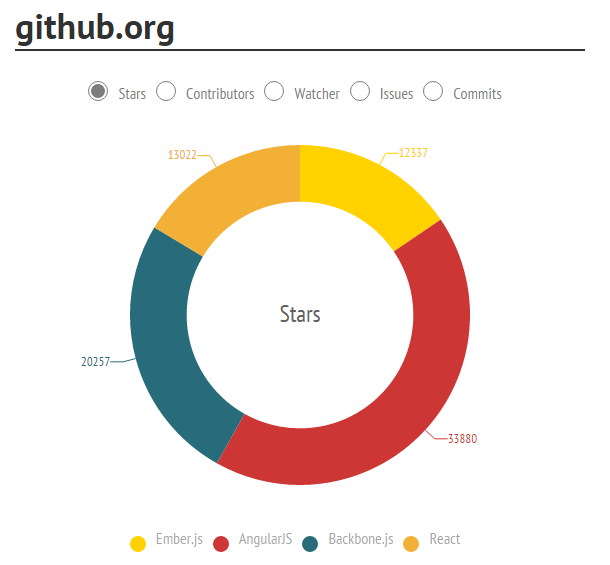 github.org
Stars Contributors Watcher Issues Commits
13022 12337
Stars
20257
33880
Ember.js AngularJS Backbone.js React